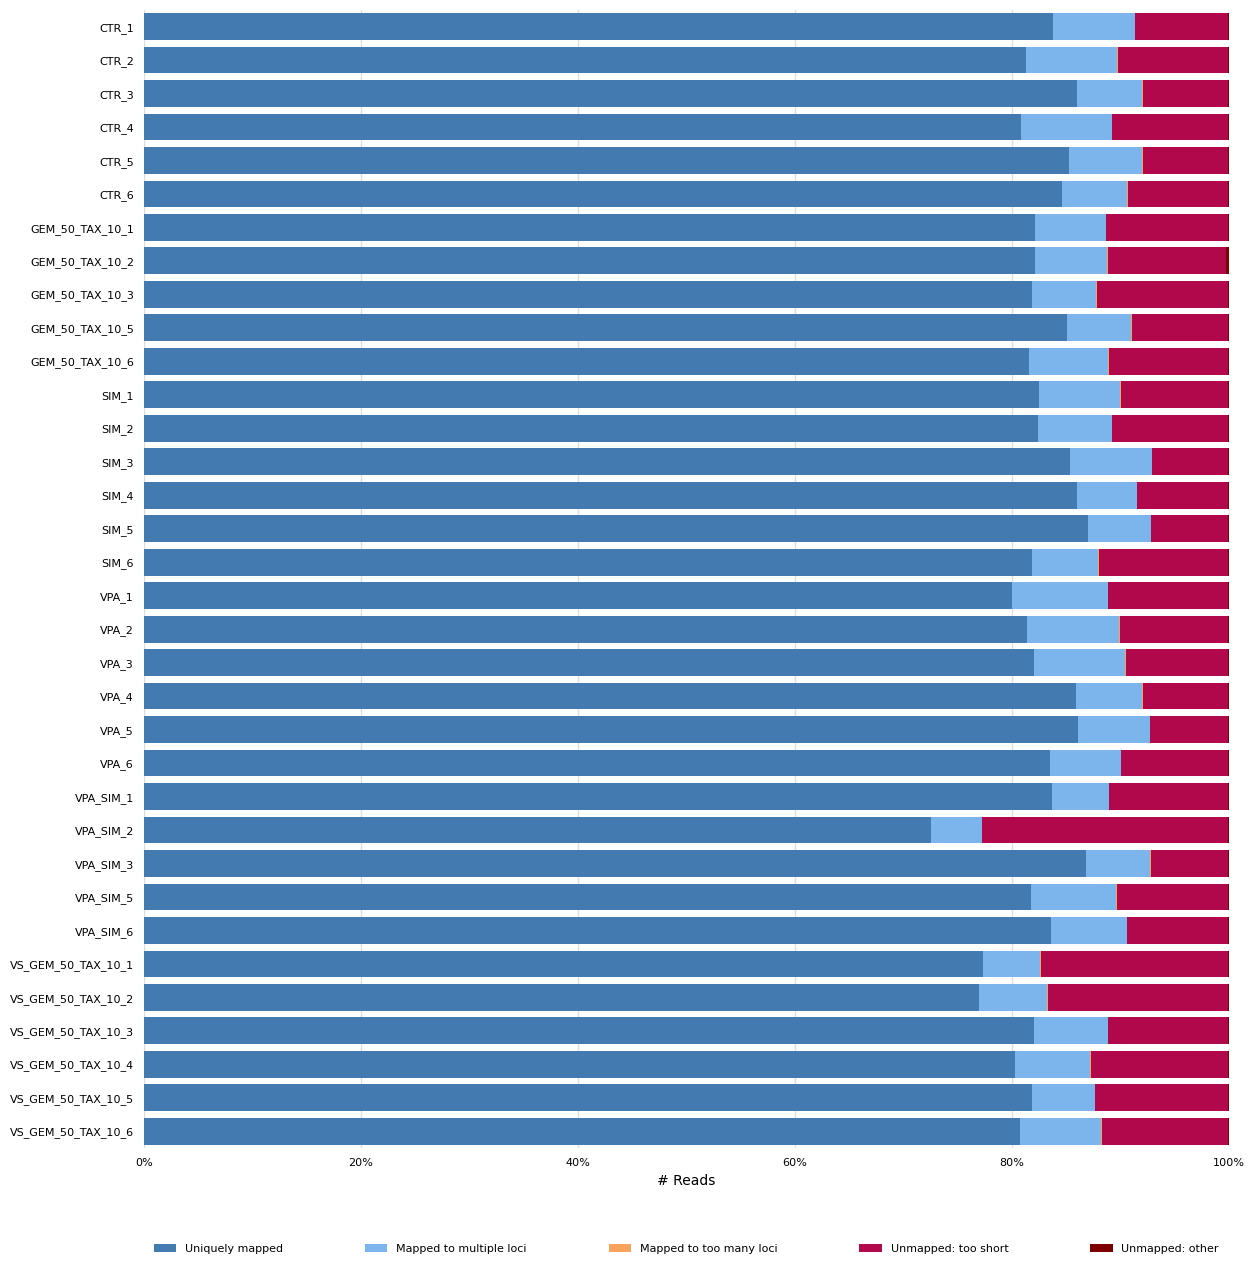 CTR_1
CTR_2
CTR_3
CTR_4
CTR_5
CTR_6
GEM_50_TAX_10_1
GEM_50_TAX_10_2
GEM_50_TAX_10_3
GEM_50_TAX_10_5
GEM_50_TAX_10_6
SIM_1
SIM_2
SIM_3
SIM_4
SIM_5
SIM_6
VPA_1
VPA_2
VPA_3
VPA_4
VPA_5
VPA_6
VPA_SIM_1
VPA_SIM_2
VPA_SIM_3
VPA_SIM_5
VPA_SIM_6
VS_GEM_50_TAX_10_1
VS_GEM_50_TAX_10_2
VS_GEM_50_TAX_10_3
VS_GEM_50_TAX_10_4
VS_GEM_50_TAX_10_5
VS_GEM_50_TAX_10_6
0% 20% 40% 60% 80% 100%
# Reads
Uniquely mapped Mapped to multiple loci Mapped to too many loci Unmapped: too short Unmapped: other